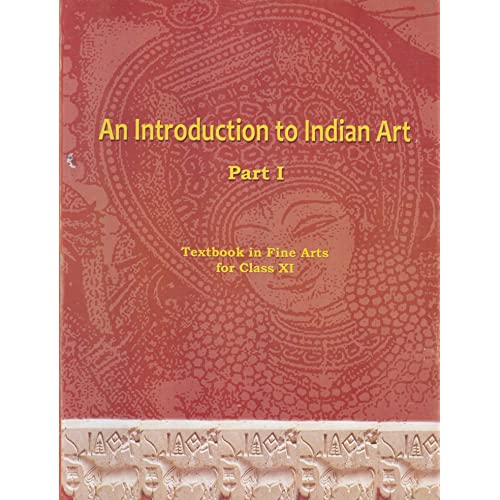 An Introduction to Indian Art
Part I
Textbook in Fine Arts
for Class XI